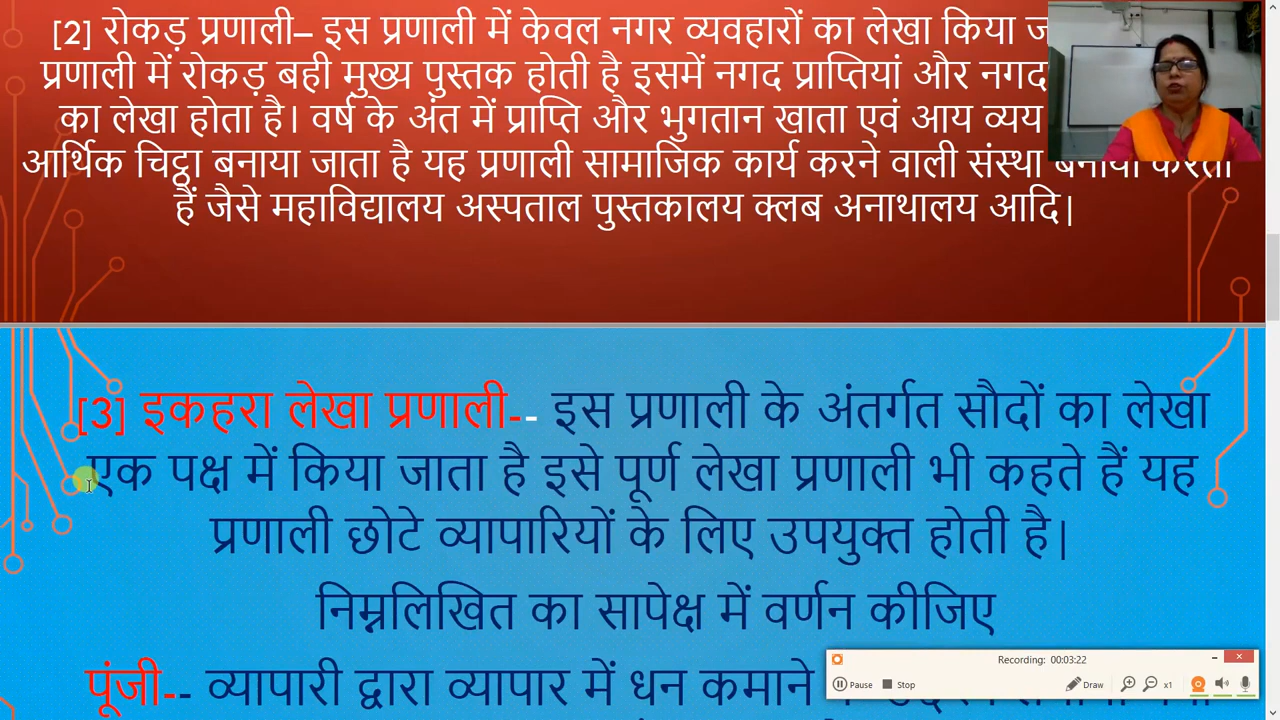 [2] रोकड़ प्रणाली– इस प्रणाली में केवल नगर व्यवहारों का लेखा किया
प्रणाली में रोकड़ बही मुख्य पुस्तक होती है इसमें नगद प्राप्तियां और नगद
का लेखा होता है। वर्ष के अंत में प्राप्ति और भुगतान खाता एवं आय व्यय
आर्थिक चिट्ठा बनाया जाता है यह प्रणाली सामाजिक कार्य करने वाली संस्था बनाया करती
हैं जैसे महाविद्यालय अस्पताल पुस्तकालय क्लब अनाथालय आदि|
[3] इकहरा लेखा प्रणाली-- इस प्रणाली के अंतर्गत सौदों का लेखा
एक पक्ष में किया जाता है इसे पूर्ण लेखा प्रणाली भी कहते हैं यह
प्रणाली छोटे व्यापारियों के लिए उपयुक्त होती है|
निम्नलिखित का सापेक्ष में वर्णन कीजिए
पूंजी-- व्यापारी द्वारा व्यापार में धन कमाने
Recording: 00:03:22
Pause Stop Draw x1